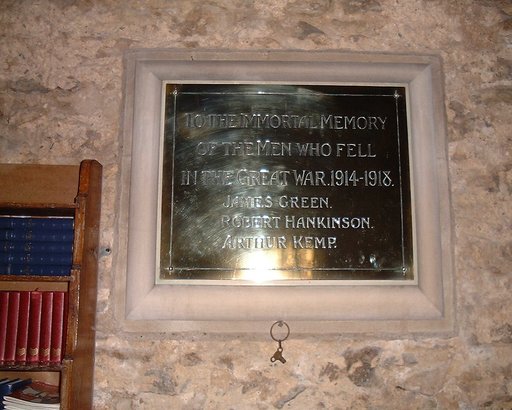 TO THE IMMORTAL MEMORY
OF THE MEN WHO FELL
IN THE GREAT WAR. 1914-1918.
JAMES GREEN.
ROBERT HANKINSON.
ARTHUR KEMP.